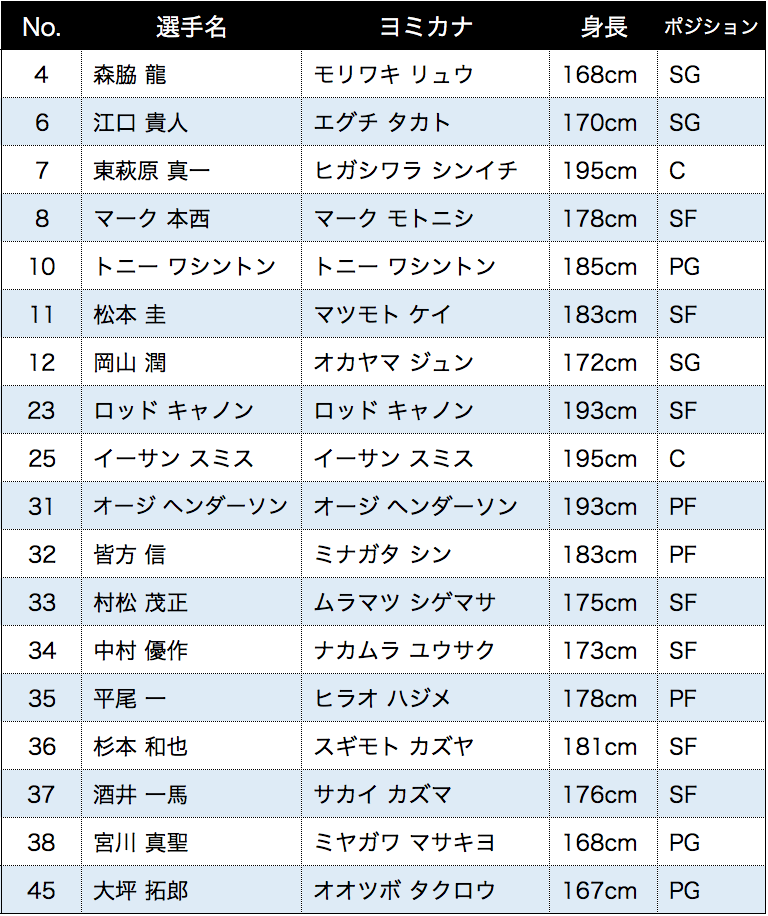 No. 選手名 ヨミカナ 身長 ポジション
4 森脇 龍 モリワキ リュウ 168cm SG
6 江口 貴人 エグチ タカト 170cm SG
7 東萩原 真一 ヒガシワラ シンイチ 195cm C
8 マーク 本西 マーク モトニシ 178cm SF
10 トニー ワシントン トニー ワシントン 185cm PG
11 松本 圭 マツモト ケイ 183cm SF
12 岡山 潤 オカヤマ ジュン 172cm SG
23 ロッド キャノン ロッド キャノン 193cm SF
25 イーサン スミス イーサン スミス 195cm C
31 オージ ヘンダーソン オージ ヘンダーソン 193cm PF
32 皆方 信 ミナガタ シン 183cm PF
33 村松 茂正 ムラマツ シゲマサ 175cm SF
34 中村 優作 ナカムラ ユウサク 173cm SF
35 平尾 一 ヒラオ ハジメ 178cm PF
36 杉本 和也 スギモト カズヤ 181cm SF
37 酒井 一馬 サカイ カズマ 176cm SF
38 宮川 真聖 ミヤガワ マサキヨ 168cm PG
45 大坪 拓郎 オオツボ タクロウ 167cm PG